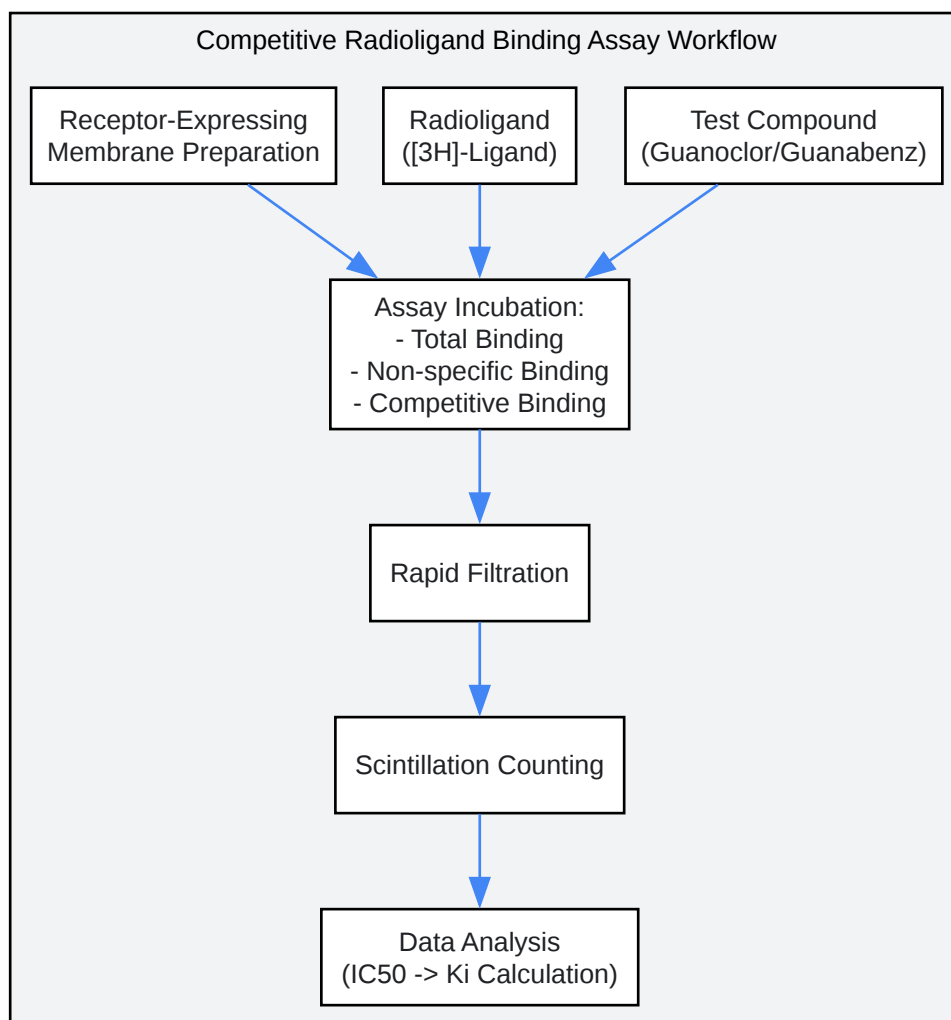 Competitive Radioligand Binding Assay Workflow
Receptor-Expressing
Membrane Preparation
Radioligand
([3H]-Ligand)
Test Compound
(Guanoclor/Guanabenz)
Assay Incubation:
- Total Binding
- Non-specific Binding
- Competitive Binding
Rapid Filtration
Scintillation Counting
Data Analysis
(IC50 -> Ki Calculation)